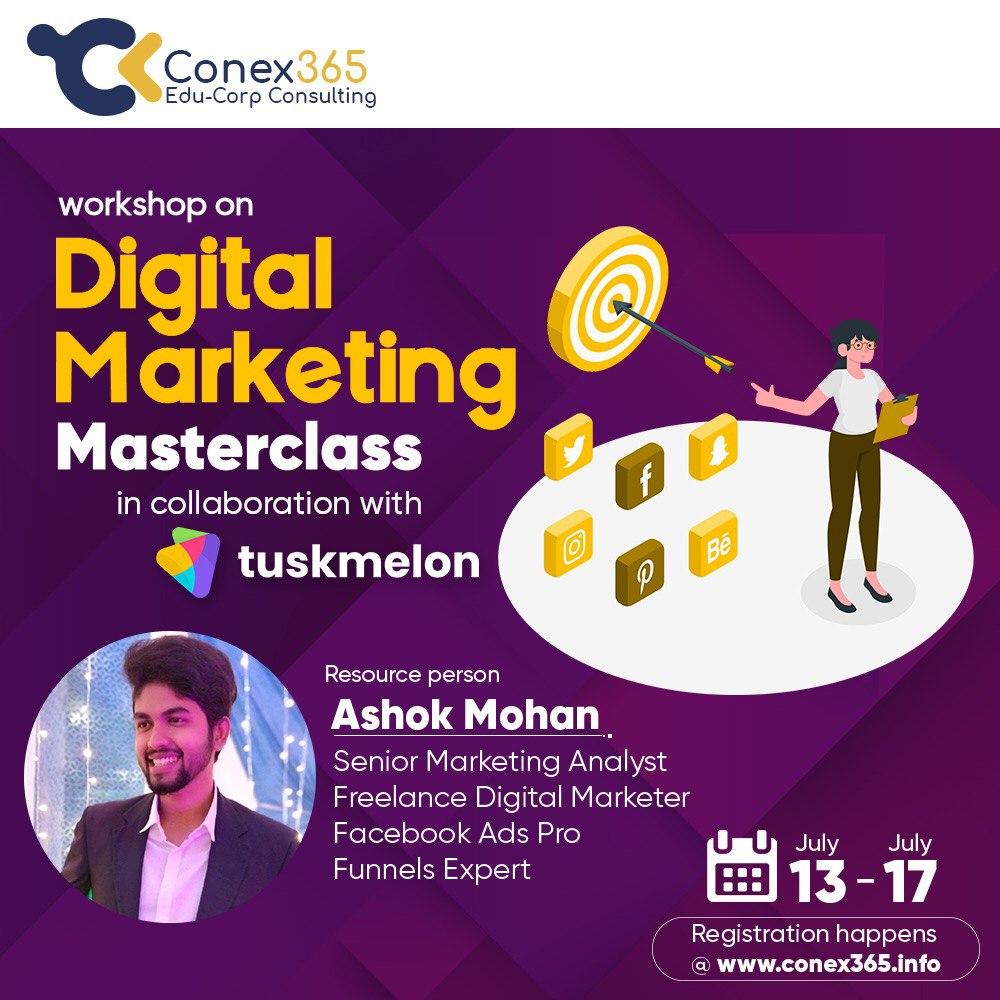 Conex365
Edu-Corp Consulting
workshop on
Digital
Marketing
Masterclass
in collaboration with
tuskmelon
Bē
Resource person
Ashok Mohan
Senior Marketing Analyst
Freelance Digital Marketer
Facebook Ads Pro
Funnels Expert
July July
13 - 17
Registration happens
@ www.conex365.info